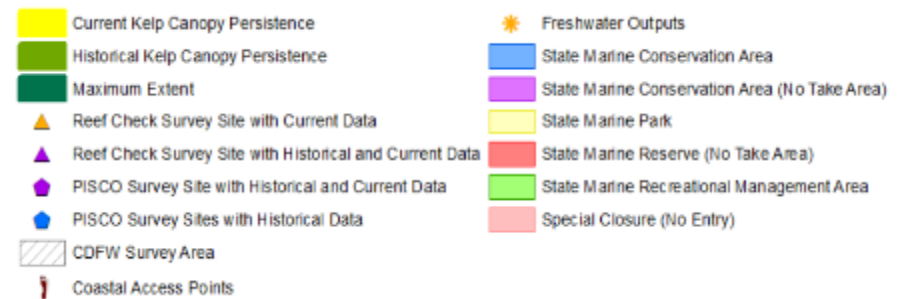 Current Kelp Canopy Persistence
Historical Kelp Canopy Persistence
Maximum Extent
Reef Check Survey Site with Current Data
Reef Check Survey Site with Historical and Current Data
PISCO Survey Site with Historical and Current Data
PISCO Survey Sites with Historical Data
CDFW Survey Area
Coastal Access Points
Freshwater Outputs
State Marine Conservation Area
State Marine Conservation Area (No Take Area)
State Marine Park
State Marine Reserve (No Take Area)
State Marine Recreational Management Area
Special Closure (No Entry)